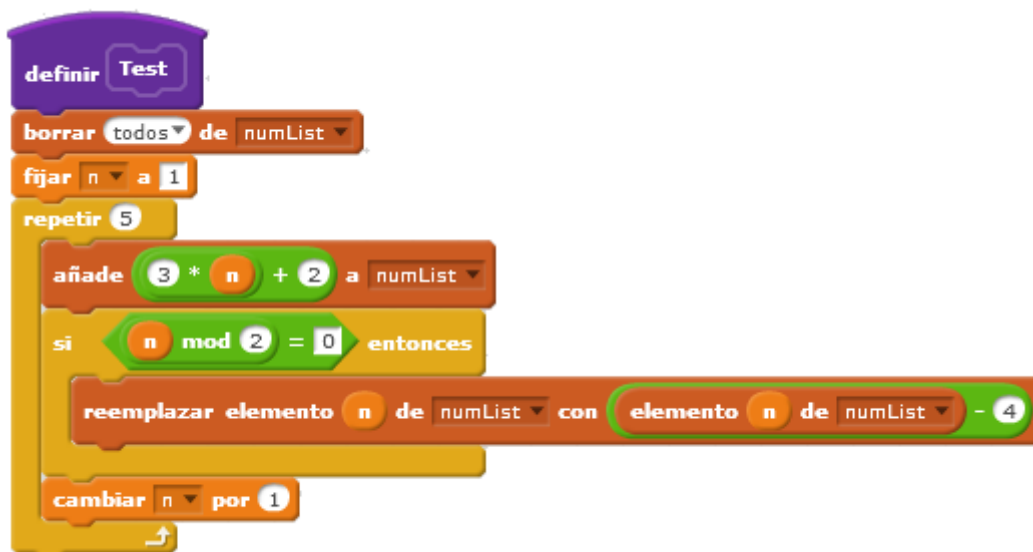 definir Test
borrar todos de numList
fijar n a 1
repetir 5
añade 3 * n + 2 a numList
si n mod 2 = 0 entonces
reemplazar elemento n de numList con elemento n de numList - 4
cambiar n por 1